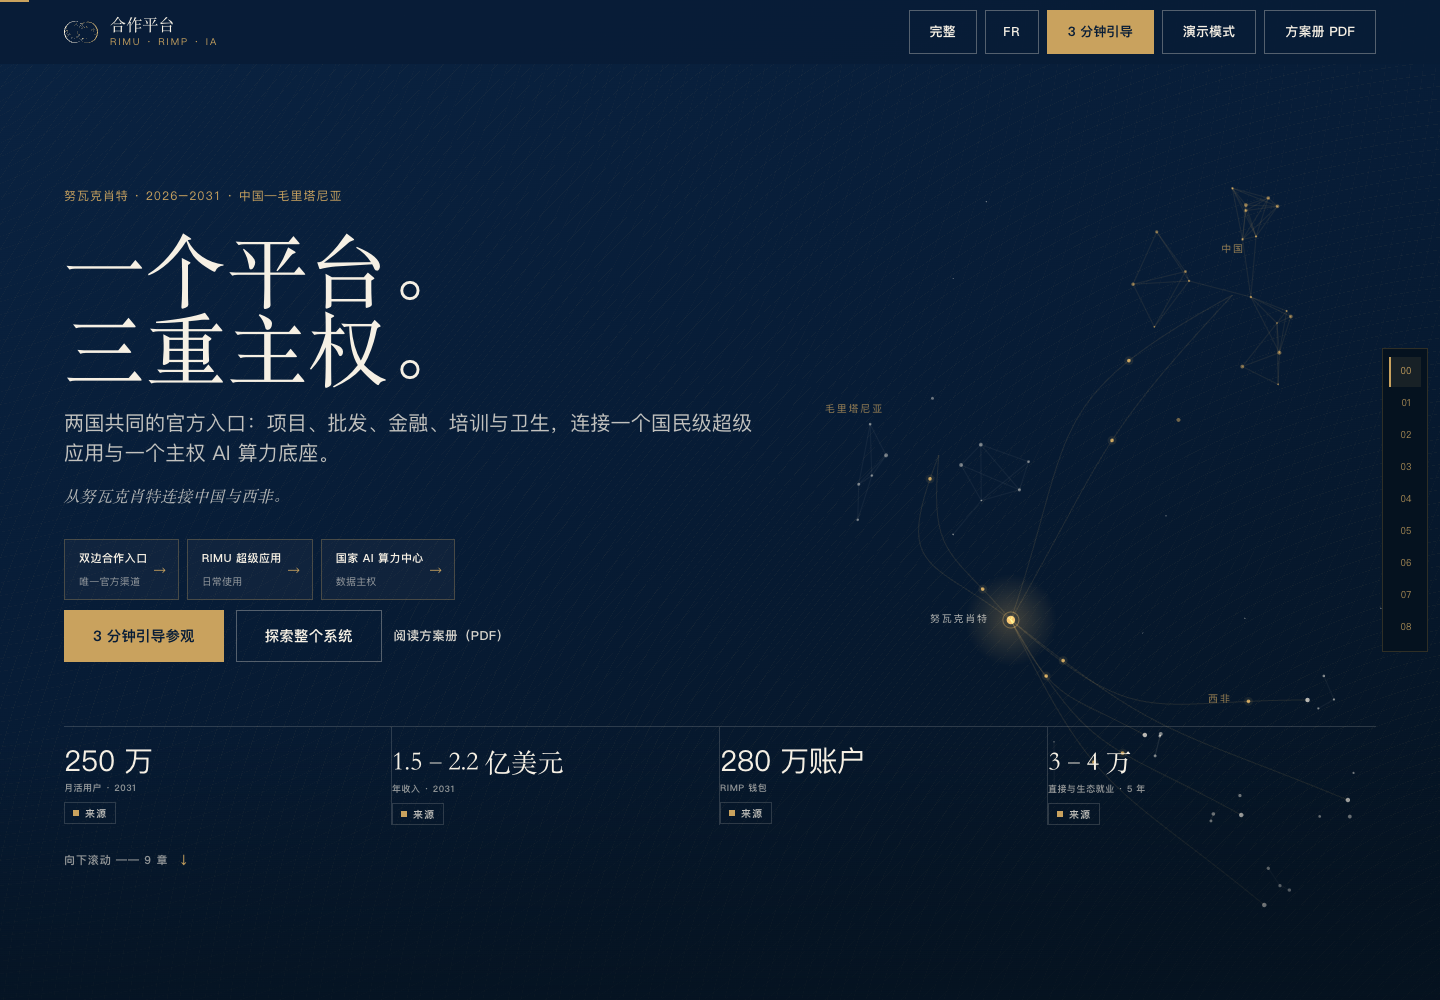 合作平台
RIMU · RIMP · IA
完整
FR
3 分钟引导
演示模式
方案册 PDF
努瓦克肖特 · 2026—2031 · 中国—毛里塔尼亚
一个平台。
三重主权。
两国共同的官方入口：项目、批发、金融、培训与卫生，连接一个国民级超级
应用与一个主权 AI 算力底座。
从努瓦克肖特连接中国与西非。
双边合作入口
唯一官方渠道
→
RIMU 超级应用
日常使用
→
国家 AI 算力中心
数据主权
→
3 分钟引导参观
探索整个系统
阅读方案册（PDF）
中国
毛里塔尼亚
努瓦克肖特
西非
00
01
02
03
04
05
06
07
08
250 万
月活用户 · 2031
来源
1.5 – 2.2 亿美元
年收入 · 2031
来源
280 万账户
RIMP 钱包
来源
3 – 4 万
直接与生态就业 · 5 年
来源
向下滚动 —— 9 章 ↓